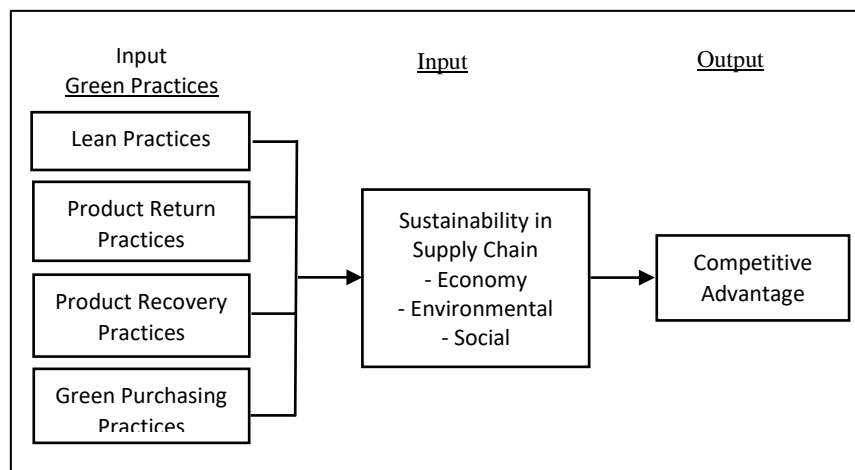 Input
Green Practices
Input
Output
Lean Practices
Product Return
Practices
Product Recovery
Practices
Green Purchasing
Practices
Sustainability in
Supply Chain
- Economy
- Environmental
- Social
Competitive
Advantage